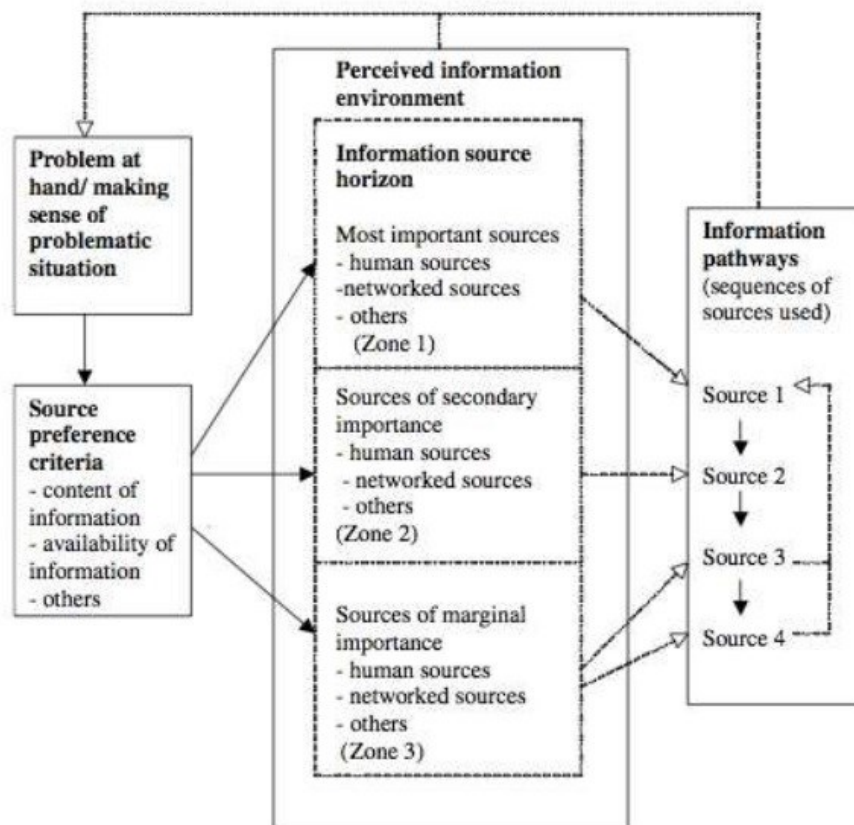 Perceived information
environment
Problem at
hand/ making
sense of
problematic
situation
Source
preference
criteria
- content of
information
- availability of
information
- others
Information source
horizon
Most important sources
- human sources
-networked sources
- others
(Zone 1)
Sources of secondary
importance
- human sources
- networked sources
- others
(Zone 2)
Sources of marginal
importance
- human sources
- networked sources
- others
(Zone 3)
Information
pathways
(sequences of
sources used)
Source 1
Source 2
Source 3
Source 4